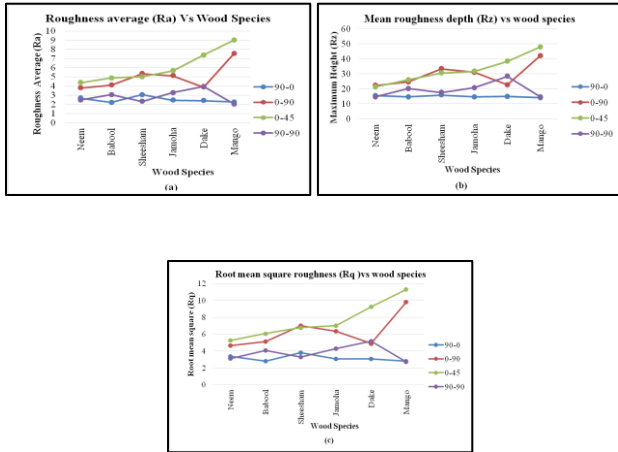 Roughness average (Ra) Vs Wood Species
Roughness Average (Ra)
10
9
8
7
6
5
4
3
2
1
0
Neem
Babool
Sheesham
Jamoha
Dake
Mango
Wood Species
(a)
90-0
0-90
0-45
90-90
Mean roughness depth (Rz) vs wood species
Maximum Height (Rz)
60
50
40
30
20
10
0
Neem
Babool
Sheesham
Jamoha
Dake
Mango
Wood Species
(b)
90-0
0-90
0-45
90-90
Root mean square roughness (Rq )vs wood species
Root mean square (Rq)
12
10
8
6
4
2
0
Neem
Babool
Sheesham
Jamoha
Dake
Mango
Wood Species
(c)
90-0
0-90
0-45
90-90